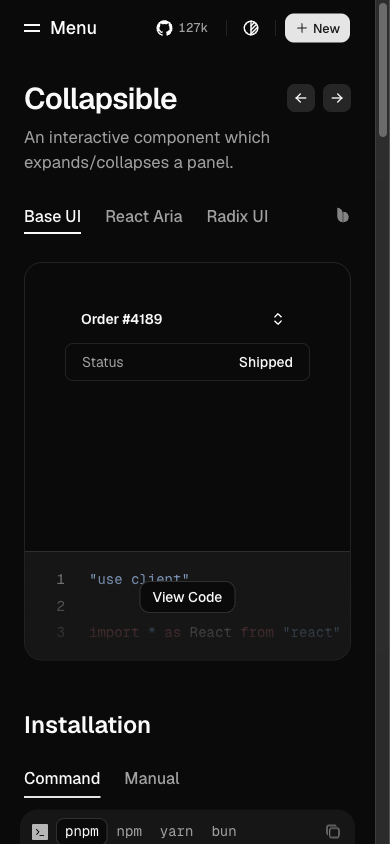 Menu 127k + New
Collapsible
An interactive component which
expands/collapses a panel.
Base UI React Aria Radix UI
Order #4189
Status Shipped
1 "use client"
2
View Code
3 import * as React from "react"
Installation
Command Manual
pnpm npm yarn bun